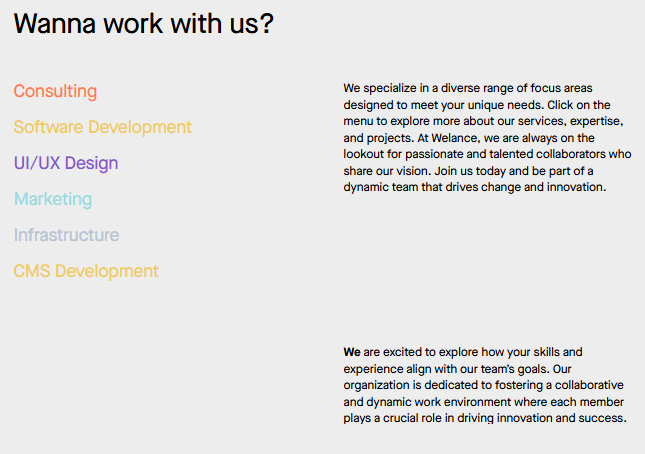 Wanna work with us?
Consulting
Software Development
UI/UX Design
Marketing
Infrastructure
CMS Development
We specialize in a diverse range of focus areas
designed to meet your unique needs. Click on the
menu to explore more about our services, expertise,
and projects. At Welance, we are always on the
lookout for passionate and talented collaborators who
share our vision. Join us today and be part of a
dynamic team that drives change and innovation.
We are excited to explore how your skills and
experience align with our team's goals. Our
organization is dedicated to fostering a collaborative
and dynamic work environment where each member
plays a crucial role in driving innovation and success.